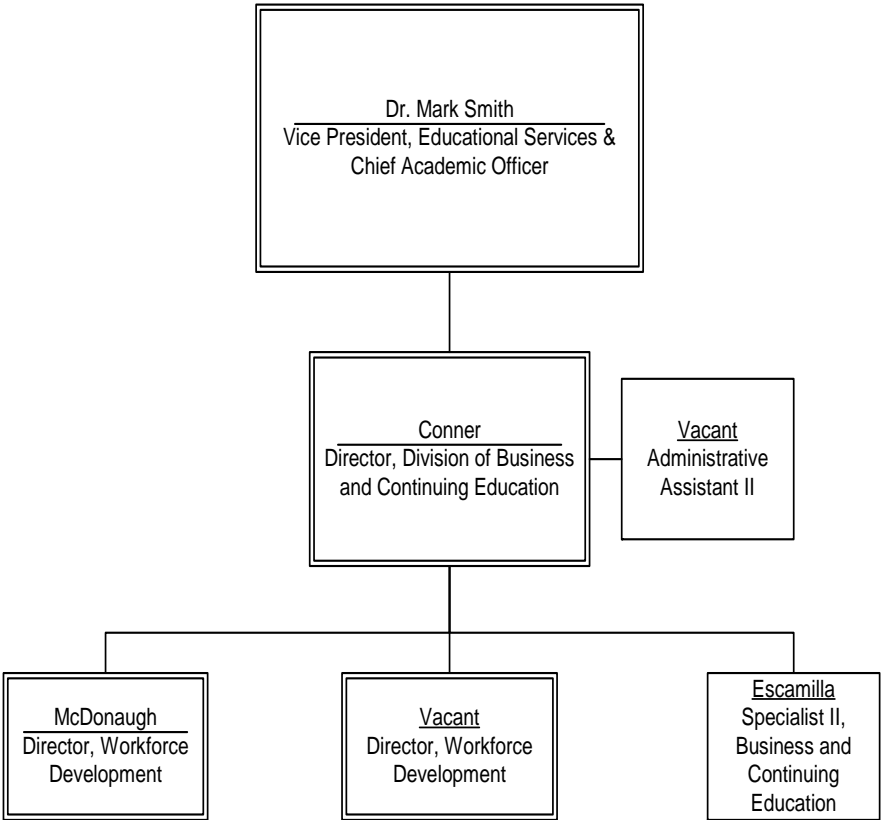 Dr. Mark Smith
Vice President, Educational Services &
Chief Academic Officer
Conner
Director, Division of Business
and Continuing Education
Vacant
Administrative
Assistant II
McDonaugh
Director, Workforce
Development
Vacant
Director, Workforce
Development
Escamilla
Specialist II,
Business and
Continuing
Education